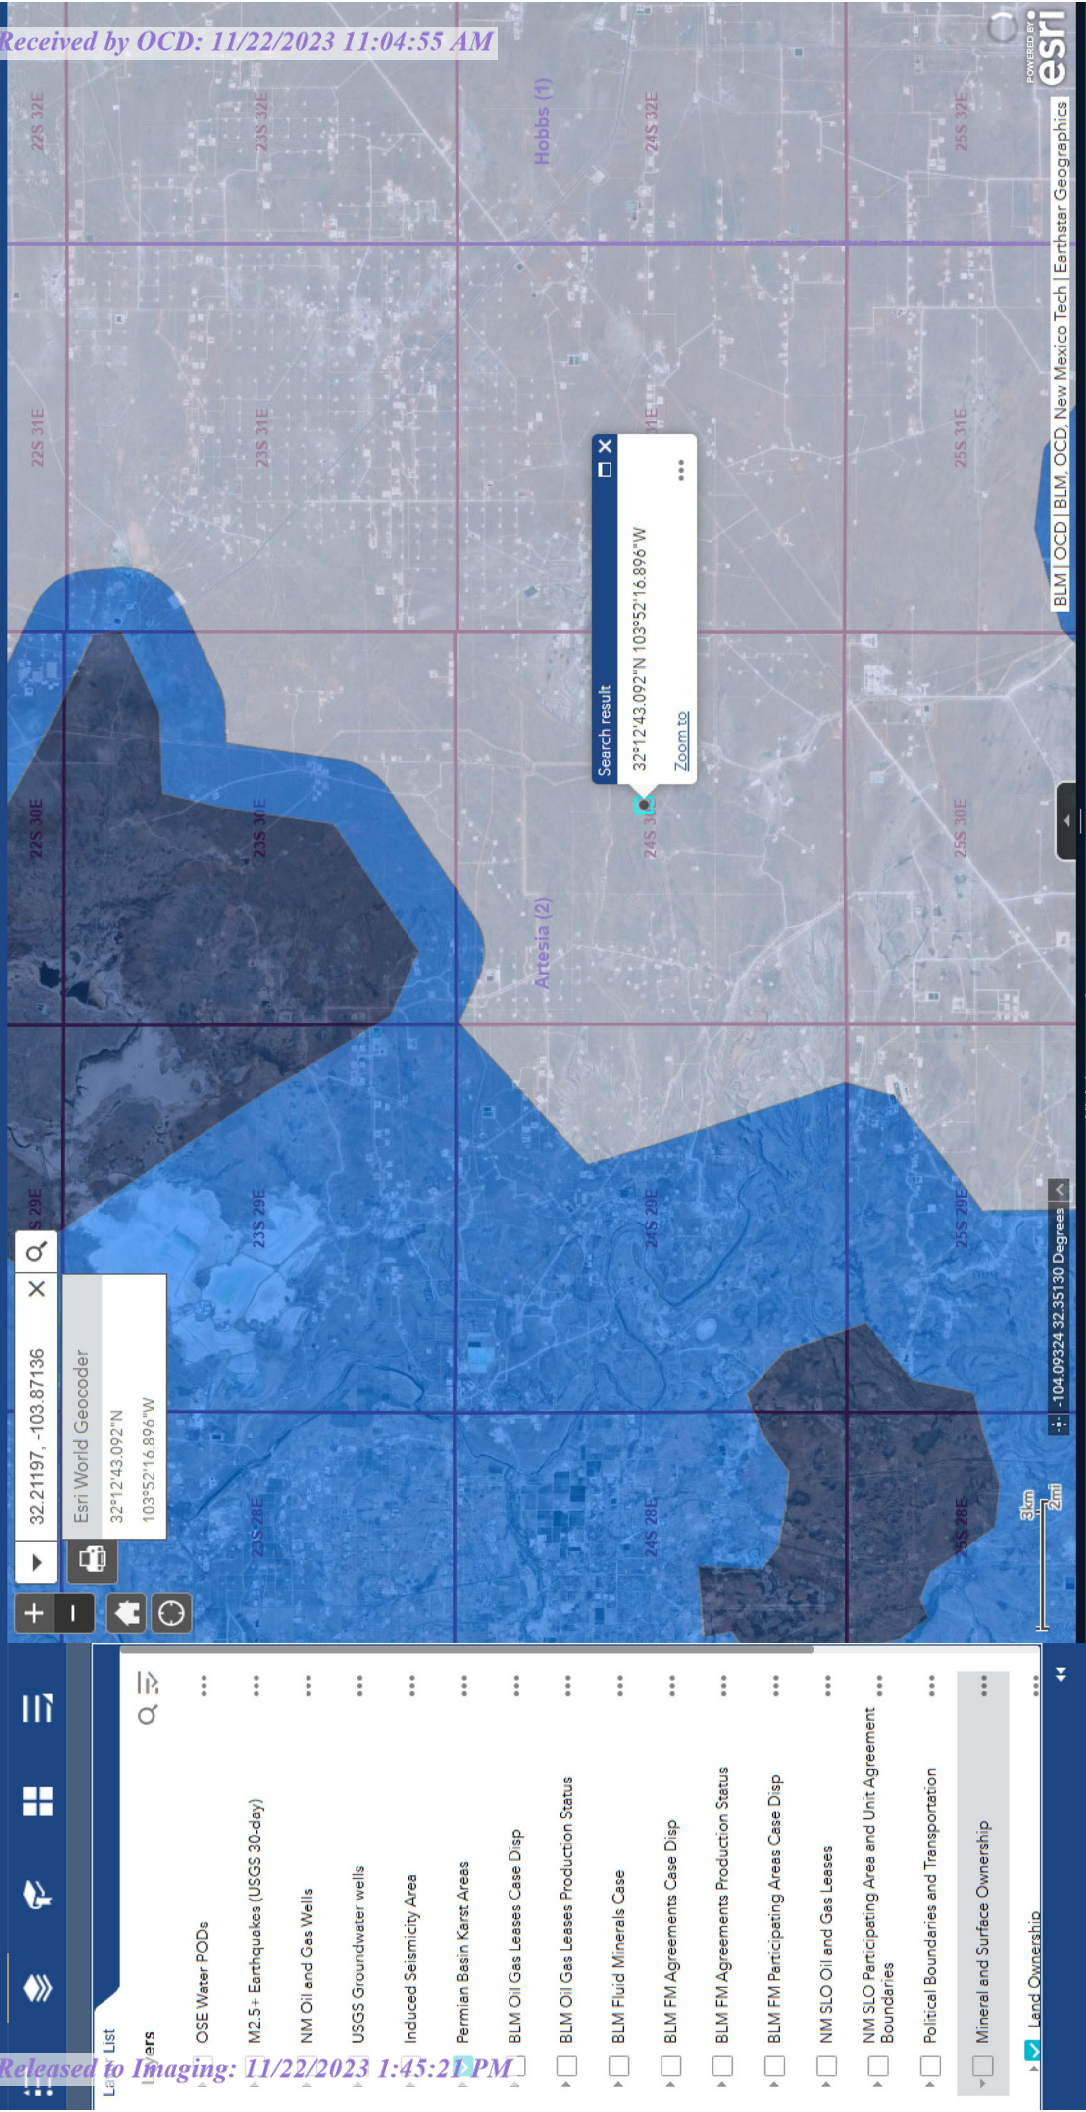 Received by OCD: 11/22/2023 11:04:55 AM
Released to Imaging: 11/22/2023 1:45:21 PM
Layer List
Layers
OSE Water PODs
M2.5+ Earthquakes (USGS 30-day)
NM Oil and Gas Wells
USGS Groundwater wells
Induced Seismicity Area
Permian Basin Karst Areas
BLM Oil Gas Leases Case Disp
BLM Oil Gas Leases Production Status
BLM Fluid Minerals Case
BLM FM Agreements Case Disp
BLM FM Agreements Production Status
BLM FM Participating Areas Case Disp
NM SLO Oil and Gas Leases
NM SLO Participating Area and Unit Agreement
Boundaries
Political Boundaries and Transportation
Mineral and Surface Ownership
Land Ownership
32.21197, -103.87136
Esri World Geocoder
32°12'43.092"N
103°52'16.896"W
S 29E
22S 30E
22S 31E
22S 32E
23S 28E
23S 29E
23S 30E
23S 31E
23S 32E
Artesia (2)
Hobbs (1)
Search result
32°12'43.092"N 103°52'16.896"W
Zoom to
24S 28E
24S 29E
24S 30
31E
24S 32E
25S 28E
25S 29E
25S 30E
25S 31E
25S 32E
3km
2mi
-104.09324 32.35130 Degrees
BLM | OCD | BLM, OCD, New Mexico Tech | Earthstar Geographics
POWERED BY
esri